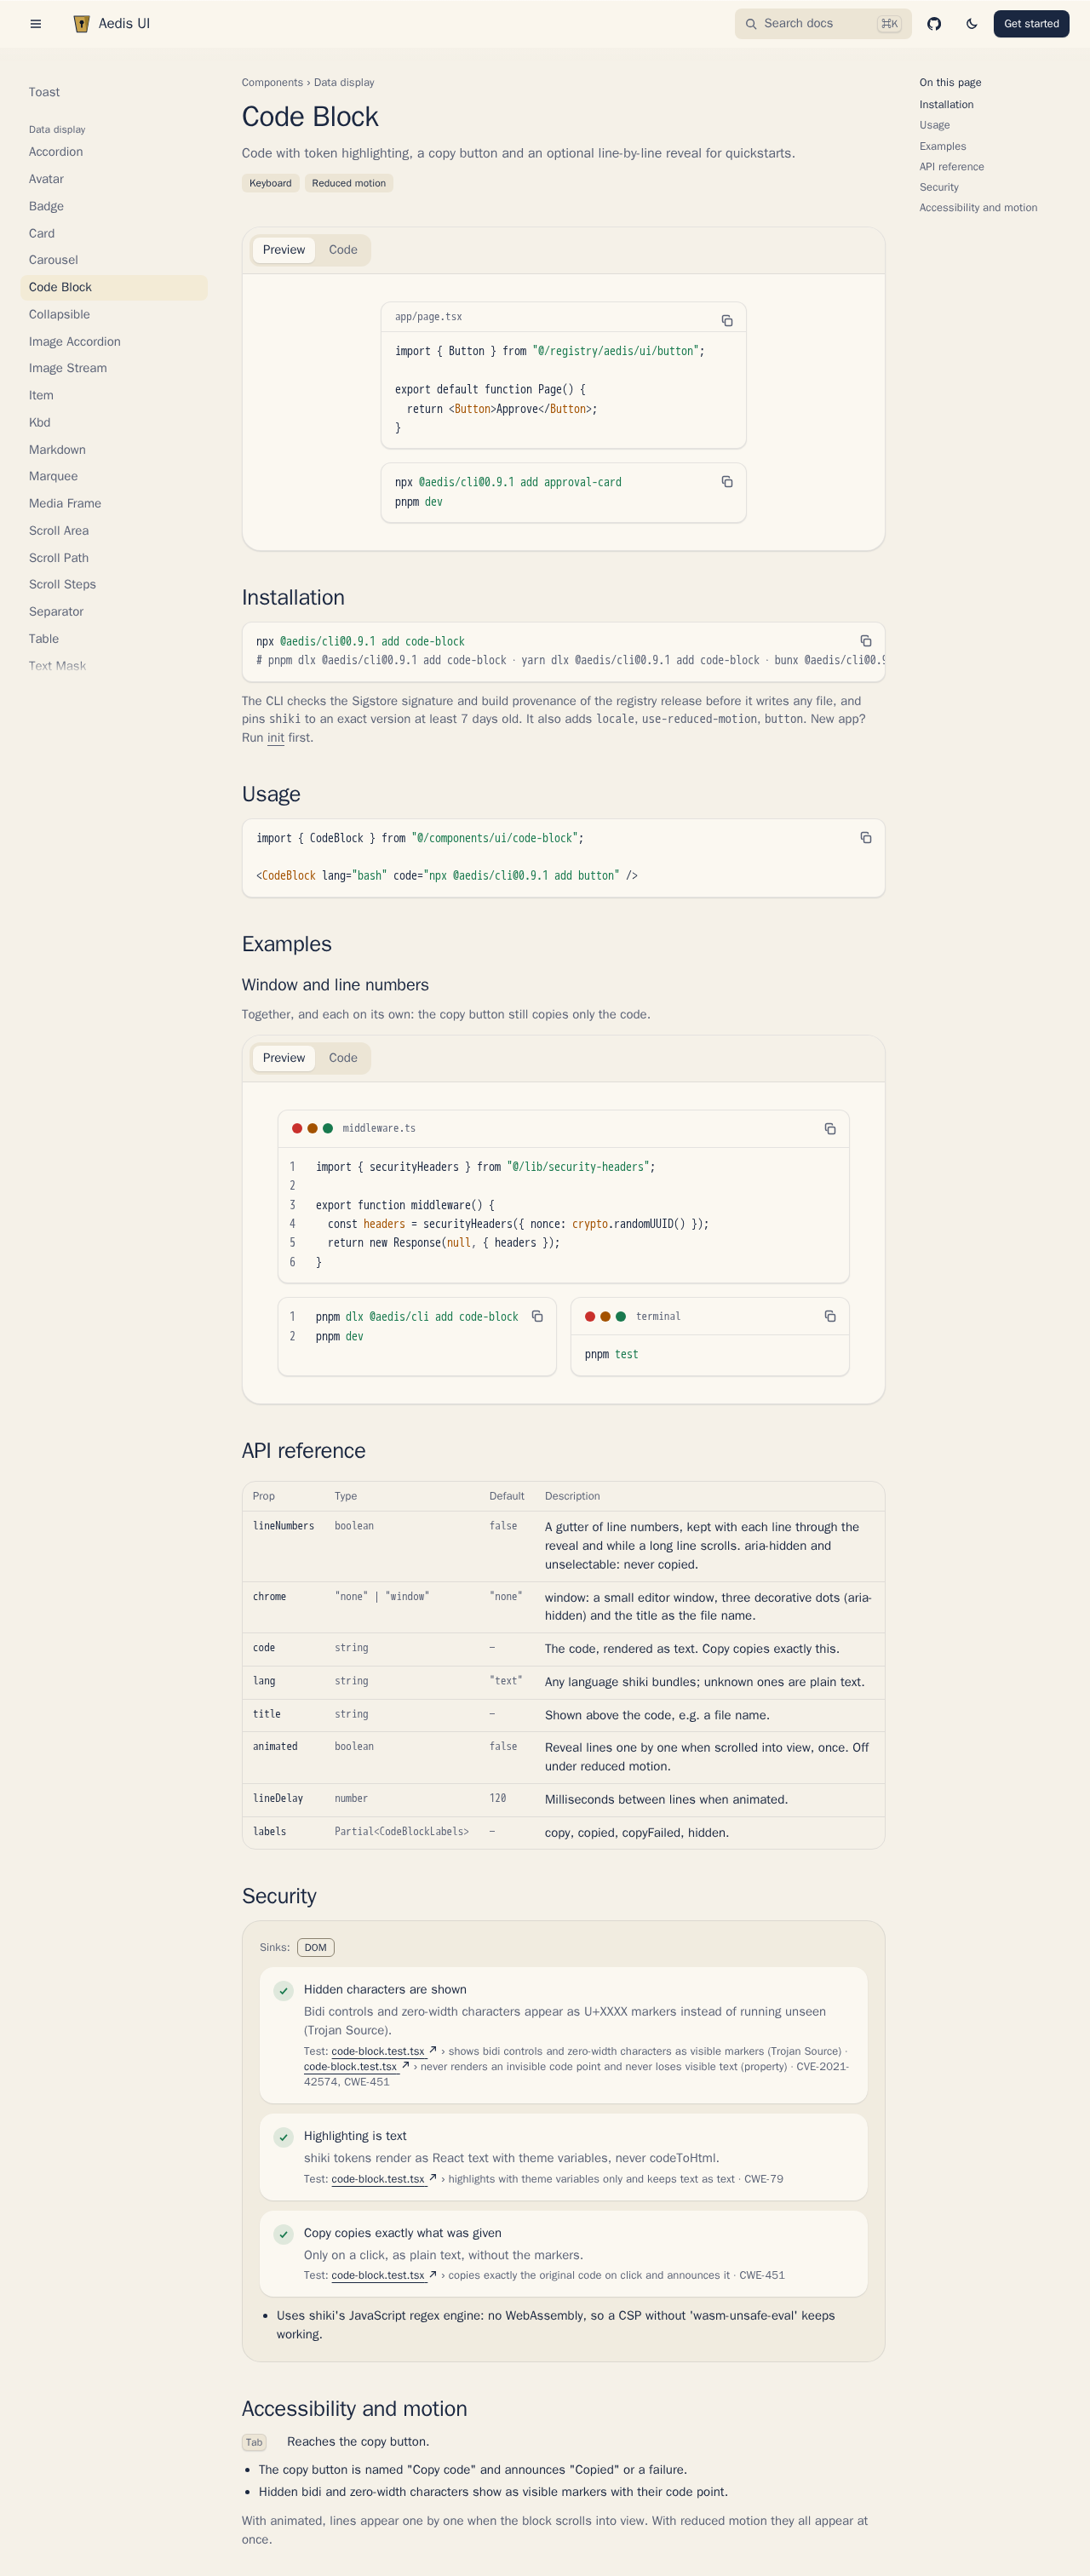 Aedis UI
Search docs
⌘K
Get started
Toast
Data display
Accordion
Avatar
Badge
Card
Carousel
Code Block
Collapsible
Image Accordion
Image Stream
Item
Kbd
Markdown
Marquee
Media Frame
Scroll Area
Scroll Path
Scroll Steps
Separator
Table
Text Mask
Components › Data display
Code Block
Code with token highlighting, a copy button and an optional line-by-line reveal for quickstarts.
Keyboard
Reduced motion
On this page
Installation
Usage
Examples
API reference
Security
Accessibility and motion
Preview
Code
app/page.tsx
import { Button } from "@/registry/aedis/ui/button";
export default function Page() {
return <Button>Approve</Button>;
}
npx @aedis/cli@0.9.1 add approval-card
pnpm dev
Installation
npx @aedis/cli@0.9.1 add code-block
# pnpm dlx @aedis/cli@0.9.1 add code-block · yarn dlx @aedis/cli@0.9.1 add code-block · bunx @aedis/cli@0.9
The CLI checks the Sigstore signature and build provenance of the registry release before it writes any file, and
pins shiki to an exact version at least 7 days old. It also adds locale, use-reduced-motion, button. New app?
Run init first.
Usage
import { CodeBlock } from "@/components/ui/code-block";
<CodeBlock lang="bash" code="npx @aedis/cli@0.9.1 add button" />
Examples
Window and line numbers
Together, and each on its own: the copy button still copies only the code.
Preview
Code
middleware.ts
1 import { securityHeaders } from "@/lib/security-headers";
2
3 export function middleware() {
4 const headers = securityHeaders({ nonce: crypto.randomUUID() });
5 return new Response(null, { headers });
6 }
1 pnpm dlx @aedis/cli add code-block
2 pnpm dev
terminal
pnpm test
API reference
Prop Type Default Description
lineNumbers boolean false A gutter of line numbers, kept with each line through the
reveal and while a long line scrolls. aria-hidden and
unselectable: never copied.
chrome "none" | "window" "none" window: a small editor window, three decorative dots (aria-
hidden) and the title as the file name.
code string — The code, rendered as text. Copy copies exactly this.
lang string "text" Any language shiki bundles; unknown ones are plain text.
title string — Shown above the code, e.g. a file name.
animated boolean false Reveal lines one by one when scrolled into view, once. Off
under reduced motion.
lineDelay number 120 Milliseconds between lines when animated.
labels Partial<CodeBlockLabels> — copy, copied, copyFailed, hidden.
Security
Sinks: DOM
Hidden characters are shown
Bidi controls and zero-width characters appear as U+XXXX markers instead of running unseen
(Trojan Source).
Test: code-block.test.tsx ↗ › shows bidi controls and zero-width characters as visible markers (Trojan Source) ·
code-block.test.tsx ↗ › never renders an invisible code point and never loses visible text (property) · CVE-2021-
42574, CWE-451
Highlighting is text
shiki tokens render as React text with theme variables, never codeToHtml.
Test: code-block.test.tsx ↗ › highlights with theme variables only and keeps text as text · CWE-79
Copy copies exactly what was given
Only on a click, as plain text, without the markers.
Test: code-block.test.tsx ↗ › copies exactly the original code on click and announces it · CWE-451
• Uses shiki's JavaScript regex engine: no WebAssembly, so a CSP without 'wasm-unsafe-eval' keeps
working.
Accessibility and motion
Tab Reaches the copy button.
• The copy button is named "Copy code" and announces "Copied" or a failure.
• Hidden bidi and zero-width characters show as visible markers with their code point.
With animated, lines appear one by one when the block scrolls into view. With reduced motion they all appear at
once.